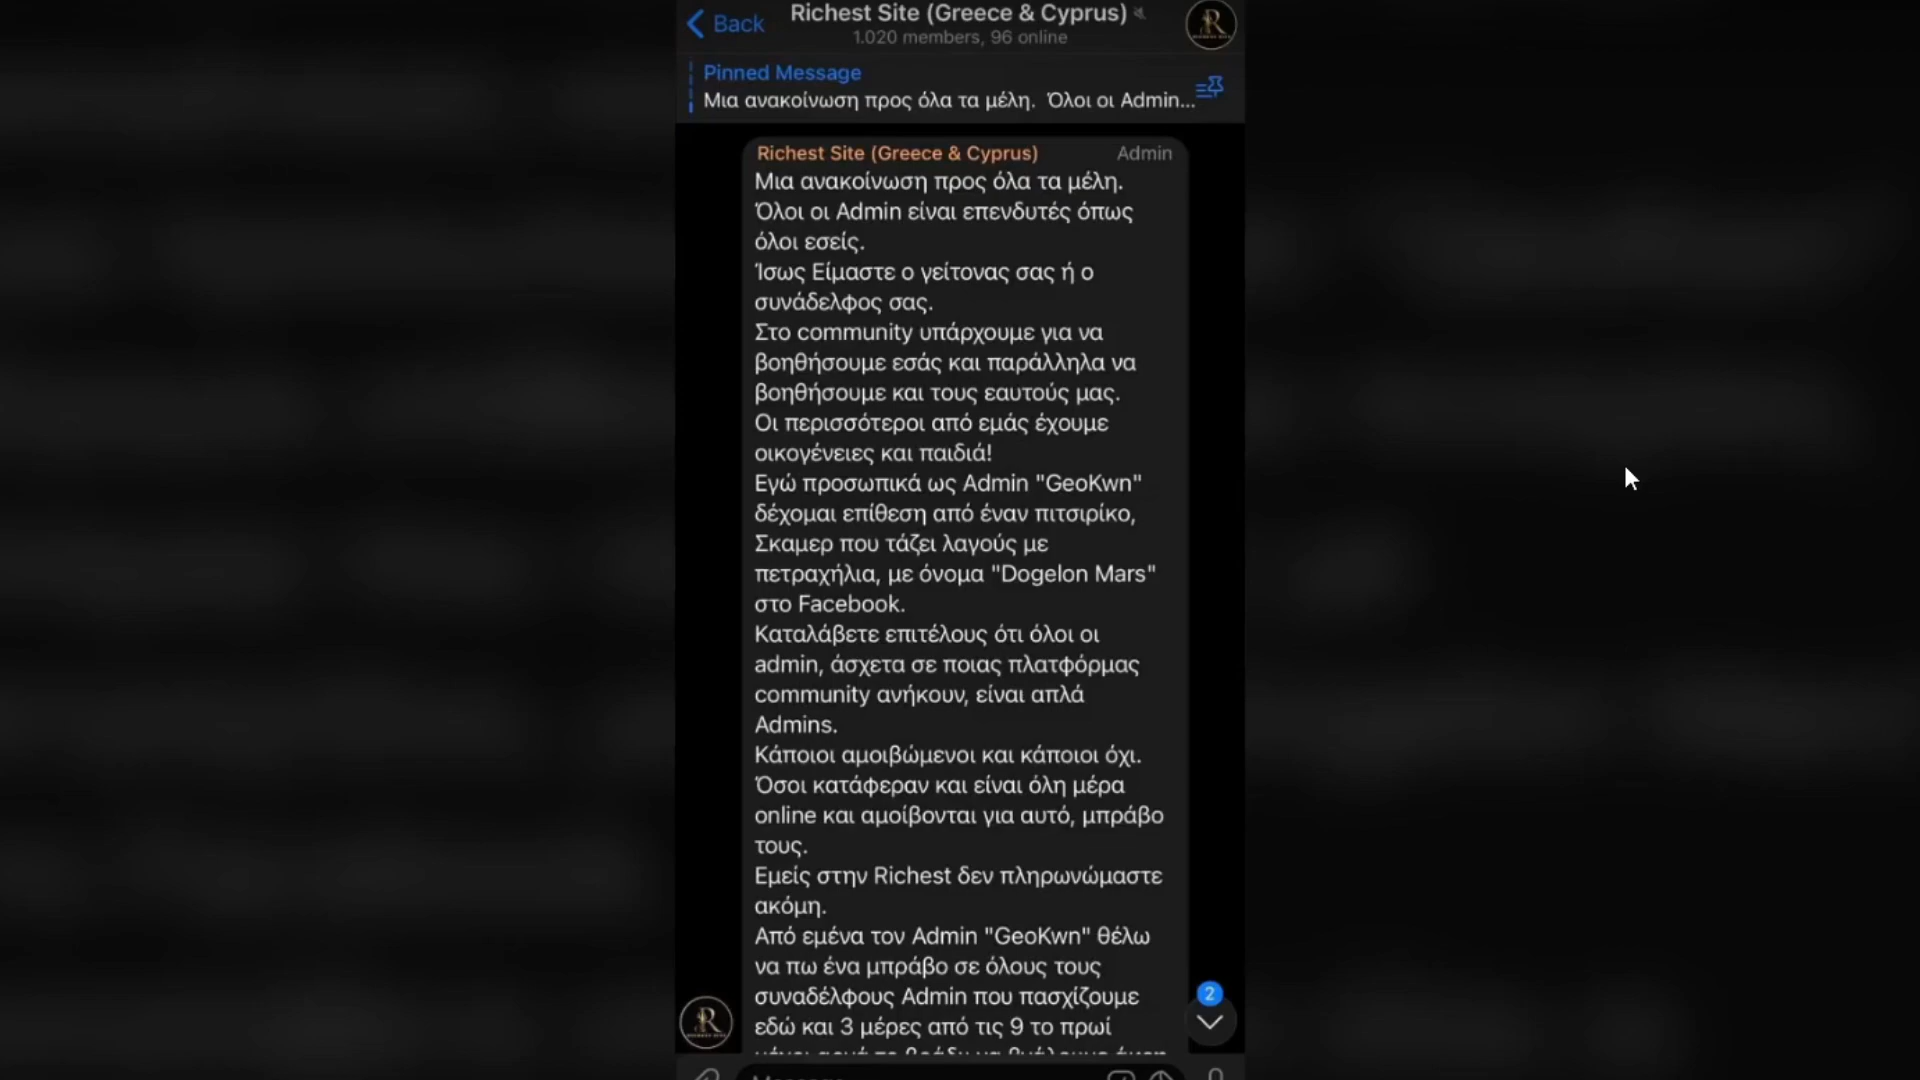 Back
Richest Site (Greece & Cyprus)
1.020 members, 96 online
Pinned Message
Μια ανακοίνωση προς όλα τα μέλη. Όλοι οι Admin...
Richest Site (Greece & Cyprus) Admin
Μια ανακοίνωση προς όλα τα μέλη.
Όλοι οι Admin είναι επενδυτές όπως
όλοι εσείς.
Ίσως Είμαστε ο γείτονας σας ή ο
συνάδελφος σας.
Στο community υπάρχουμε για να
βοηθήσουμε εσάς και παράλληλα να
βοηθήσουμε και τους εαυτούς μας.
Οι περισσότεροι από εμάς έχουμε
οικογένειες και παιδιά!
Εγώ προσωπικά ως Admin "GeoKwn"
δέχομαι επίθεση από έναν πιτσιρίκο,
Σκαμερ που τάζει λαγούς με
πετραχήλια, με όνομα "Dogelon Mars"
στο Facebook.
Καταλάβετε επιτέλους ότι όλοι οι
admin, άσχετα σε ποιας πλατφόρμας
community ανήκουν, είναι απλά
Admins.
Κάποιοι αμοιβώμενοι και κάποιοι όχι.
Όσοι κατάφεραν και είναι όλη μέρα
online και αμοίβονται για αυτό, μπράβο
τους.
Εμείς στην Richest δεν πληρωνώμαστε
ακόμη.
Από εμένα τον Admin "GeoKwn" θέλω
να πω ένα μπράβο σε όλους τους
συναδέλφους Admin που πασχίζουμε
εδώ και 3 μέρες από τις 9 το πρωί
2